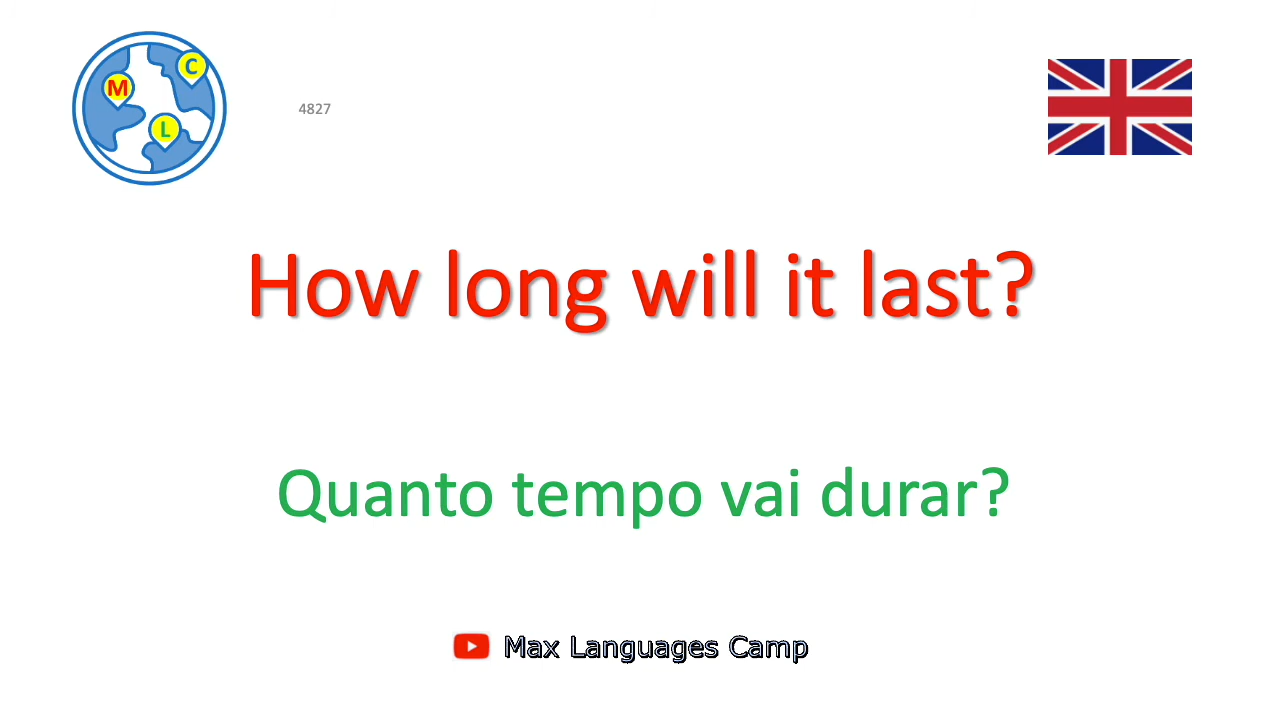 C
M
4827
L
How long will it last?
Quanto tempo vai durar?
Max Languages Camp